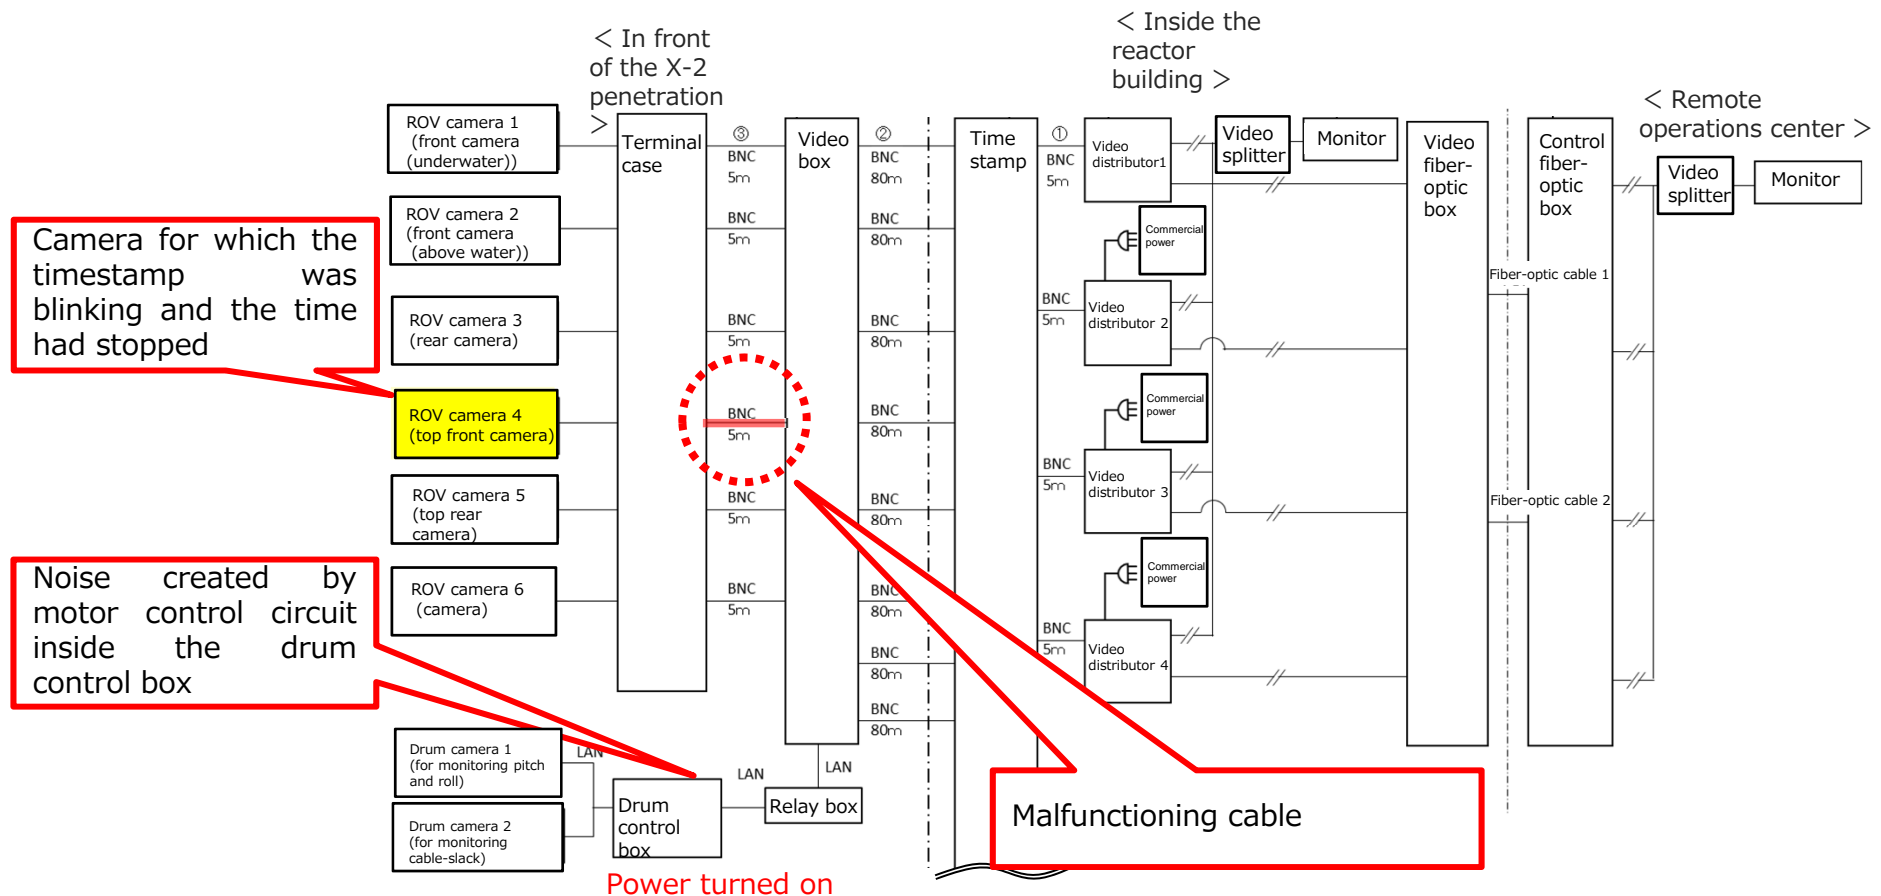 < In front
of the X-2
penetration
>
< Inside the
reactor
building >
< Remote
operations center >
ROV camera 1
(front camera
(underwater))
ROV camera 2
(front camera
(above water))
ROV camera 3
(rear camera)
ROV camera 4
(top front camera)
ROV camera 5
(top rear
camera)
ROV camera 6
(camera)
Camera for which the
timestamp was
blinking and the time
had stopped
Noise created by
motor control circuit
inside the drum
control box
Drum camera 1
(for monitoring pitch
and roll)
Drum camera 2
(for monitoring
cable-slack)
LAN
Drum
control
box
Power turned on
LAN
Relay box
LAN
Terminal
case
③
BNC
5m
BNC
5m
BNC
5m
BNC
5m
BNC
5m
BNC
5m
Video
box
②
BNC
80m
BNC
80m
BNC
80m
BNC
80m
BNC
80m
BNC
80m
BNC
80m
BNC
80m
Time
stamp
①
BNC
5m
BNC
5m
BNC
5m
BNC
5m
Video
distributor1
Commercial
power
Video
distributor 2
Commercial
power
Video
distributor 3
Commercial
power
Video
distributor 4
Video
splitter
Monitor
Video
fiber-
optic
box
Fiber-optic cable 1
Fiber-optic cable 2
Control
fiber-
optic
box
Video
splitter
Monitor
Malfunctioning cable